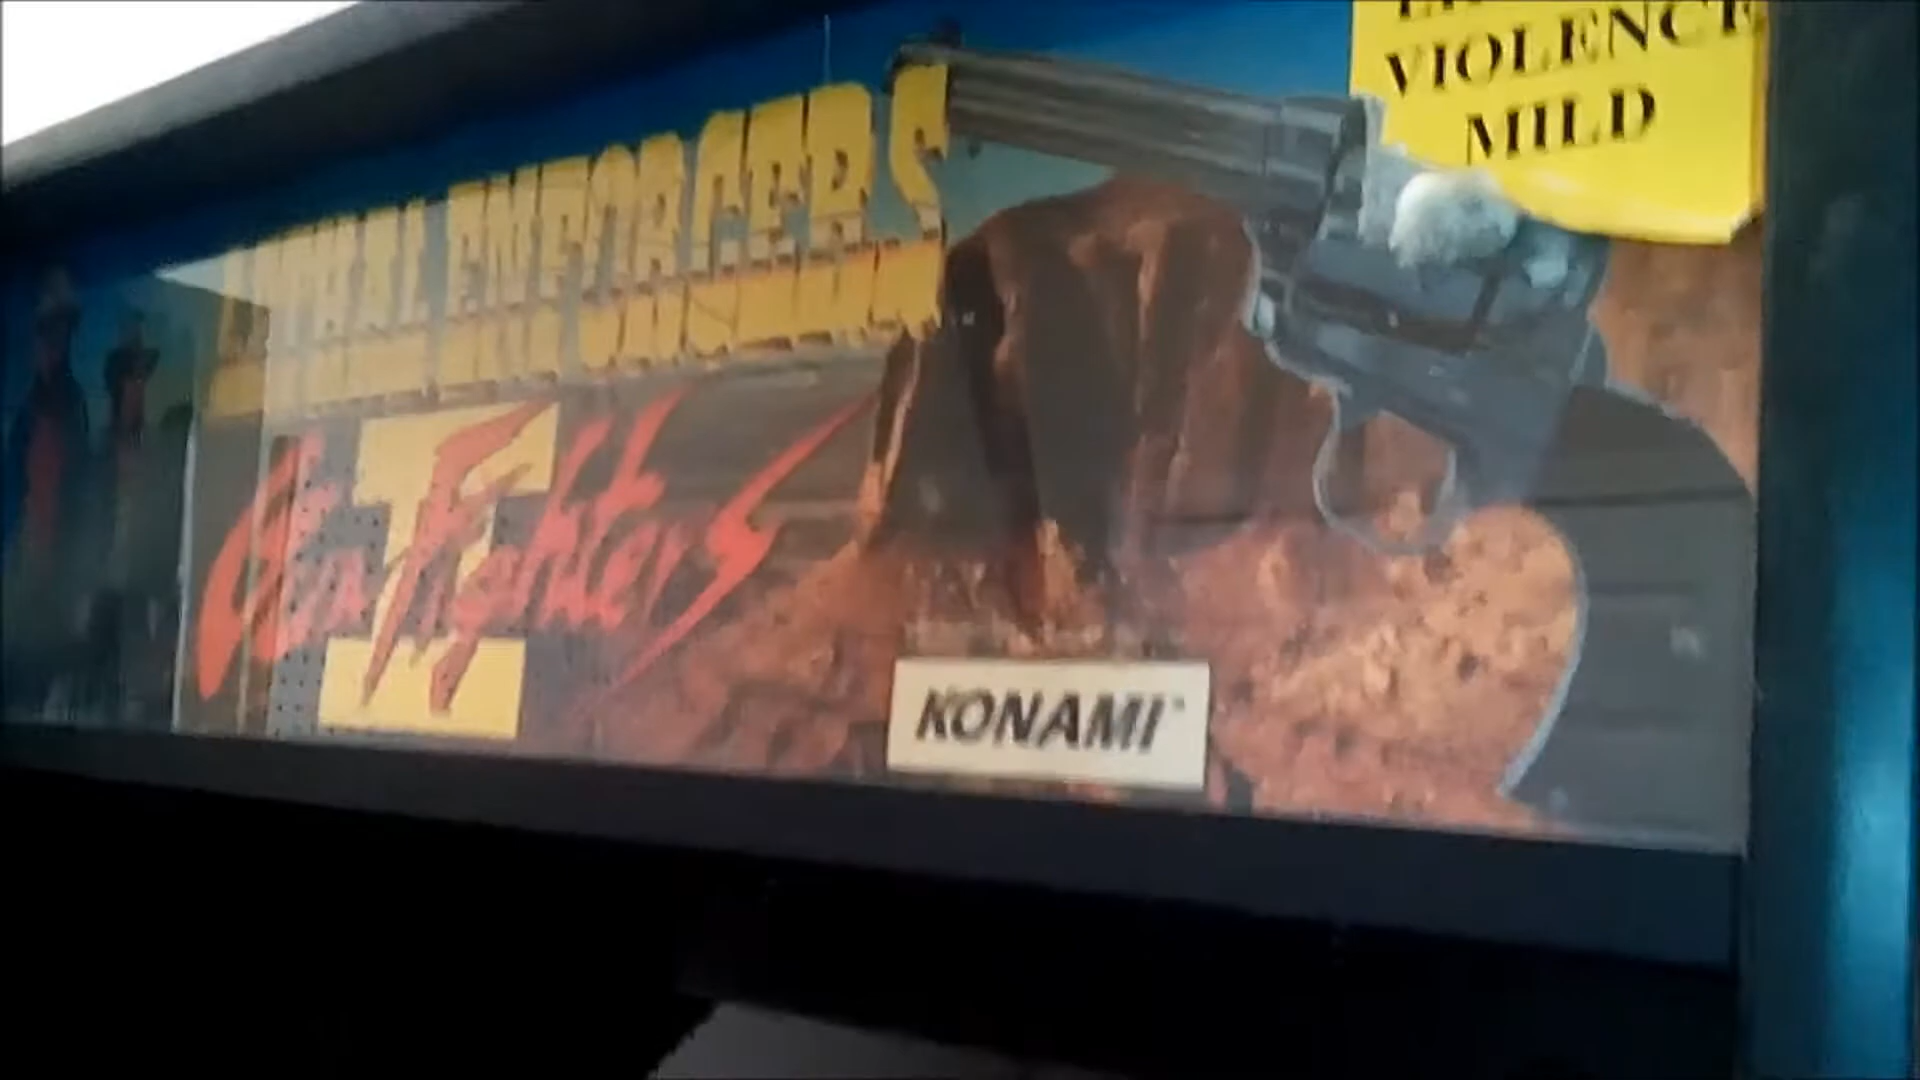 VIOLENCE
MILD
LETHAL ENFORCERS
II
Gun Fighters
KONAMI